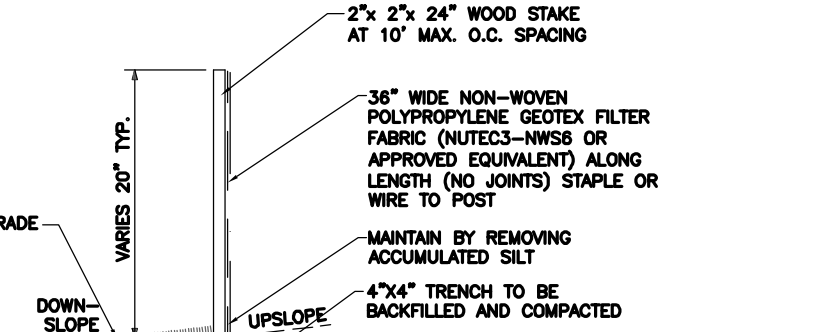 2"x 2"x 24" WOOD STAKE
AT 10' MAX. O.C. SPACING
36" WIDE NON-WOVEN
POLYPROPYLENE GEOTEX FILTER
FABRIC (NUTEC3-NWS6 OR
APPROVED EQUIVALENT) ALONG
LENGTH (NO JOINTS) STAPLE OR
WIRE TO POST
VARIES 20" TYP.
RADE
MAINTAIN BY REMOVING
ACCUMULATED SILT
4"X4" TRENCH TO BE
BACKFILLED AND COMPACTED
DOWN-
SLOPE
UPSLOPE